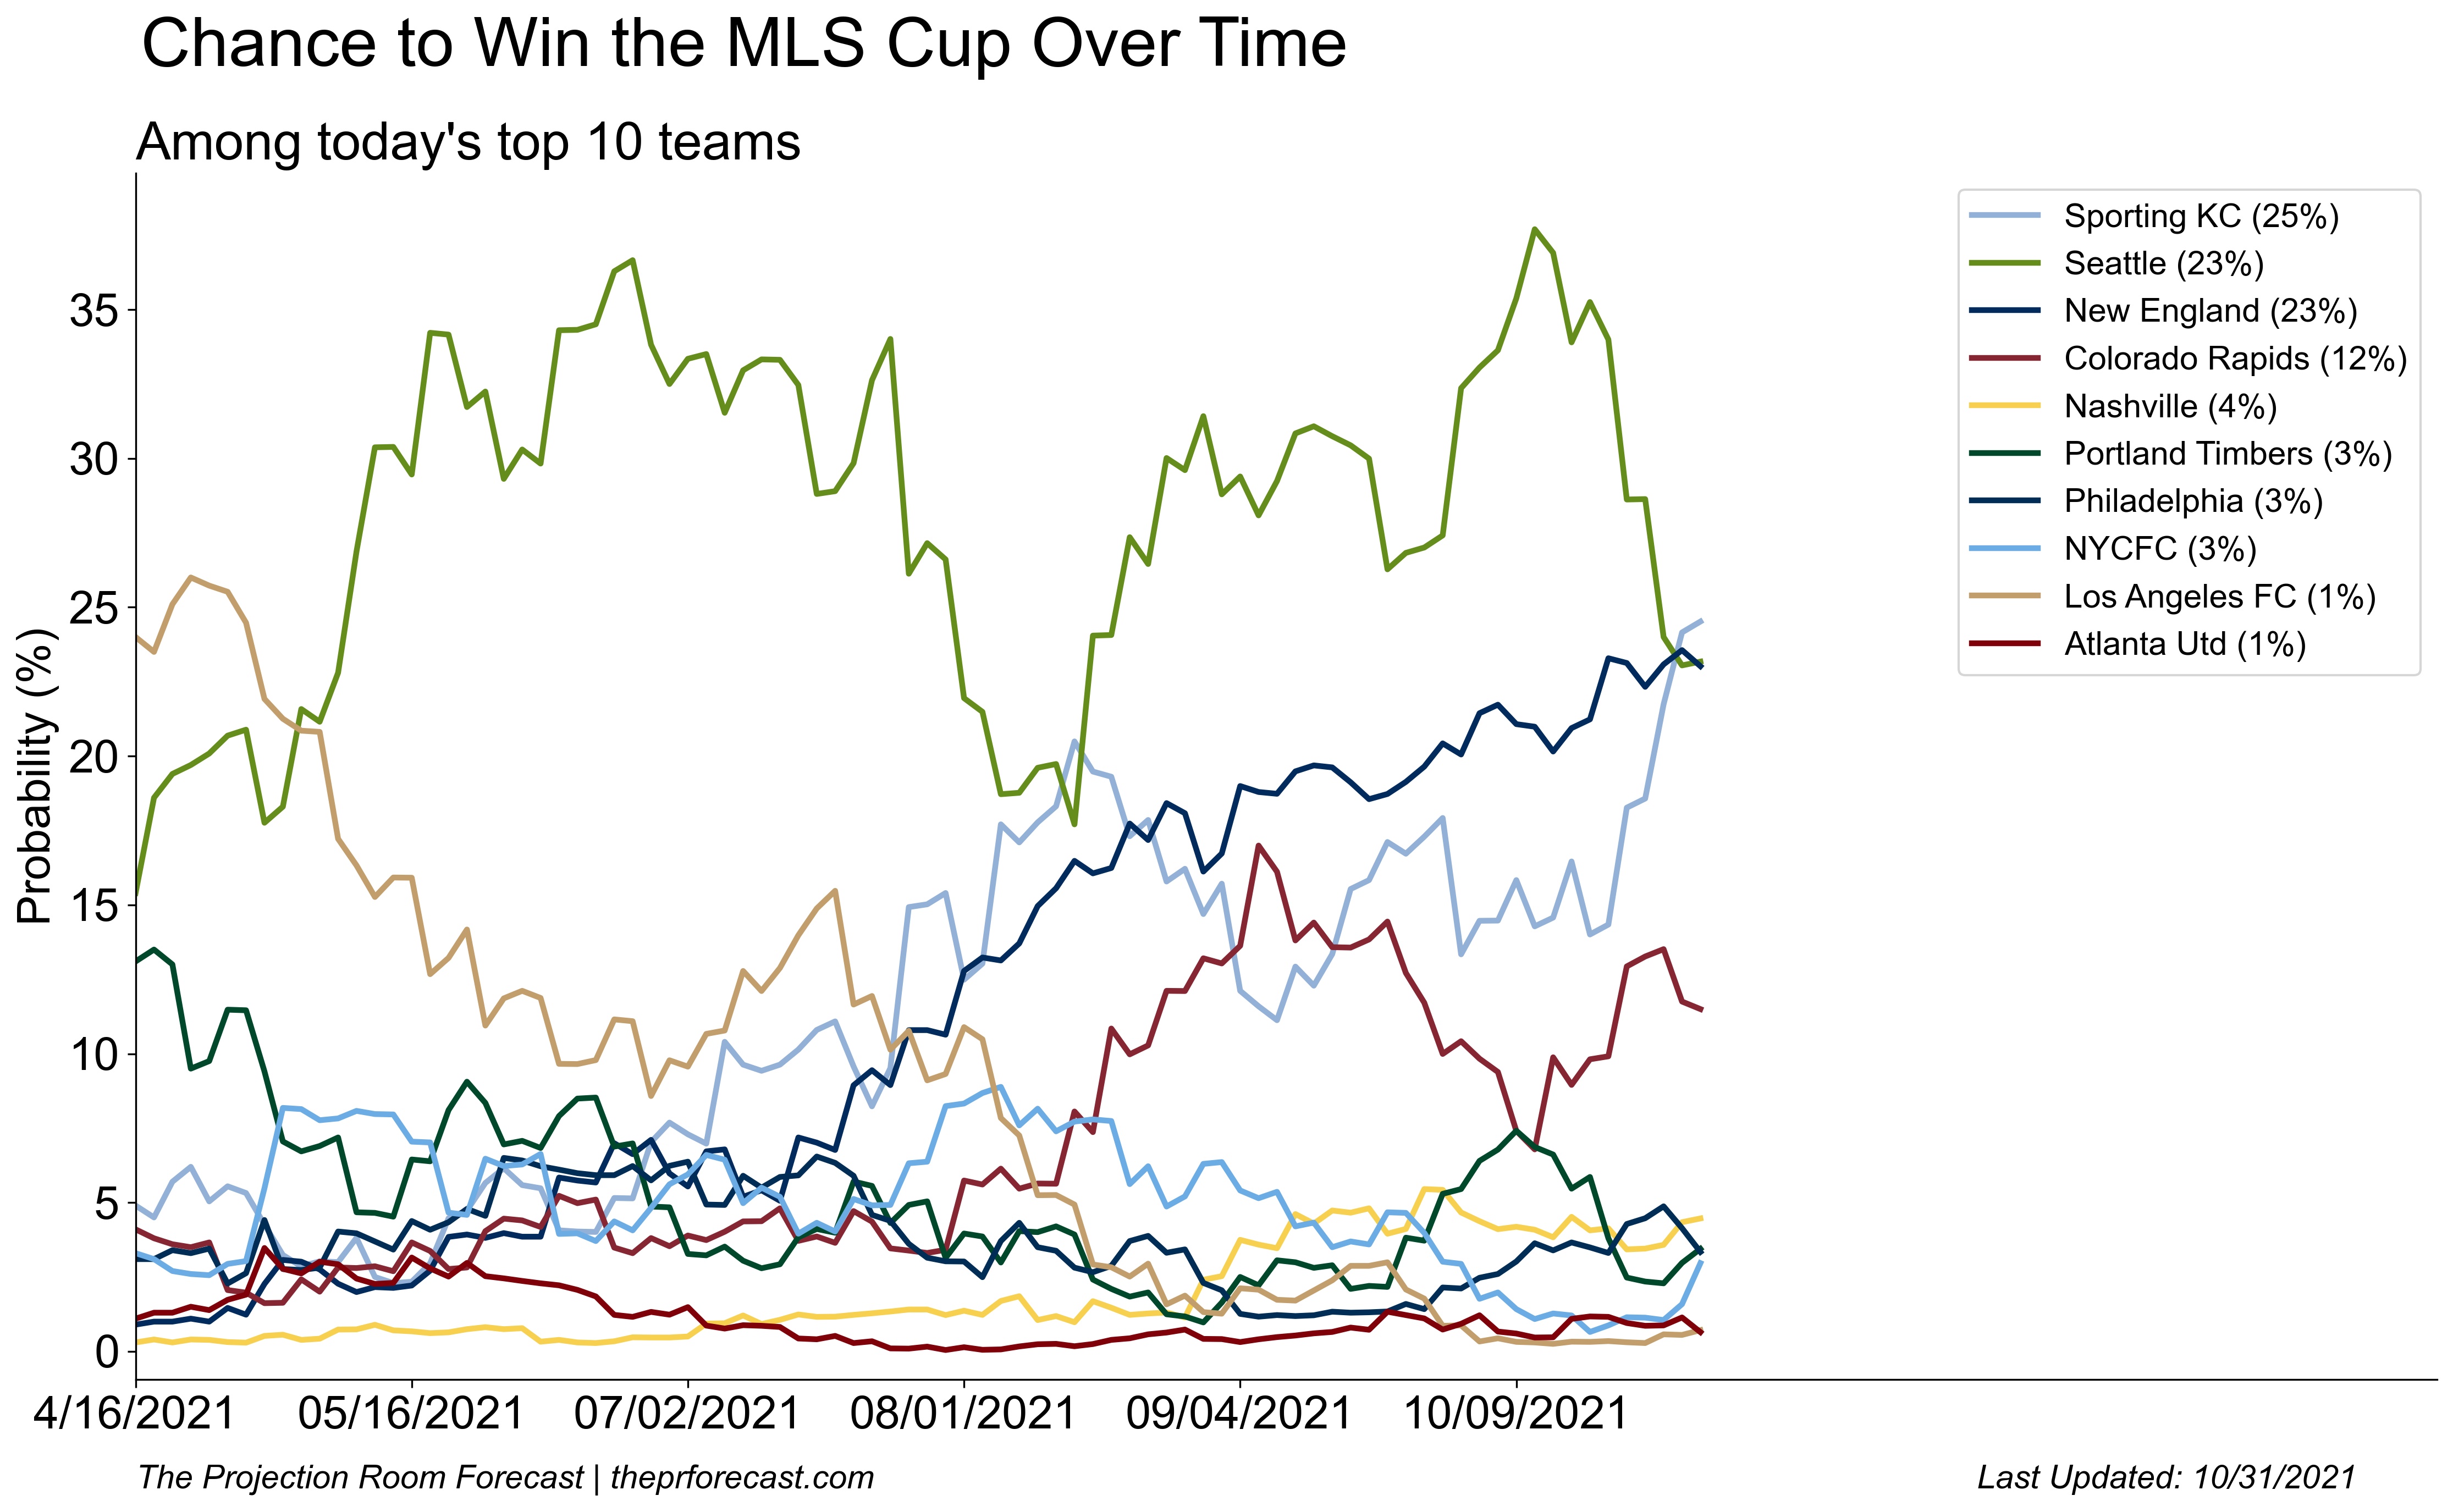 Chance to Win the MLS Cup Over Time
Among today's top 10 teams
Probability (%)
35
30
25
20
15
10
5
0
4/16/2021 05/16/2021 07/02/2021 08/01/2021 09/04/2021 10/09/2021
Sporting KC (25%)
Seattle (23%)
New England (23%)
Colorado Rapids (12%)
Nashville (4%)
Portland Timbers (3%)
Philadelphia (3%)
NYCFC (3%)
Los Angeles FC (1%)
Atlanta Utd (1%)
The Projection Room Forecast | theprforecast.com
Last Updated: 10/31/2021